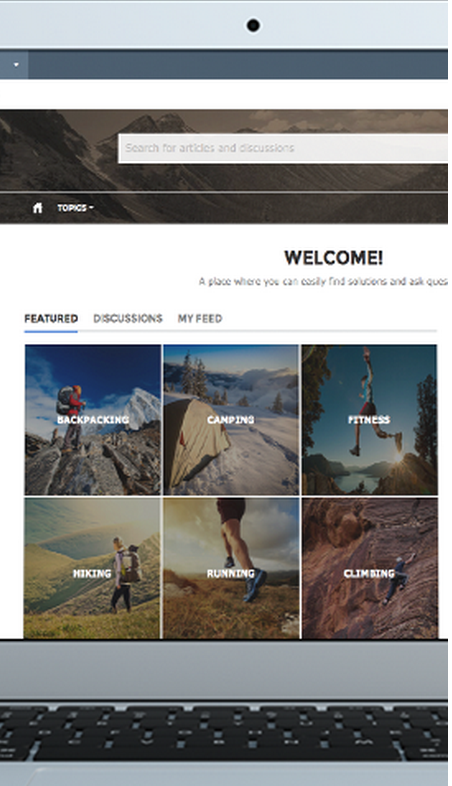 Search for articles and discussions
TOPICS
WELCOME!
A place where you can easily find solutions and ask
FEATURED DISCUSSIONS MY FEED
BACKPACKING CAMPING FITNESS
HIKING RUNNING CLIMBING